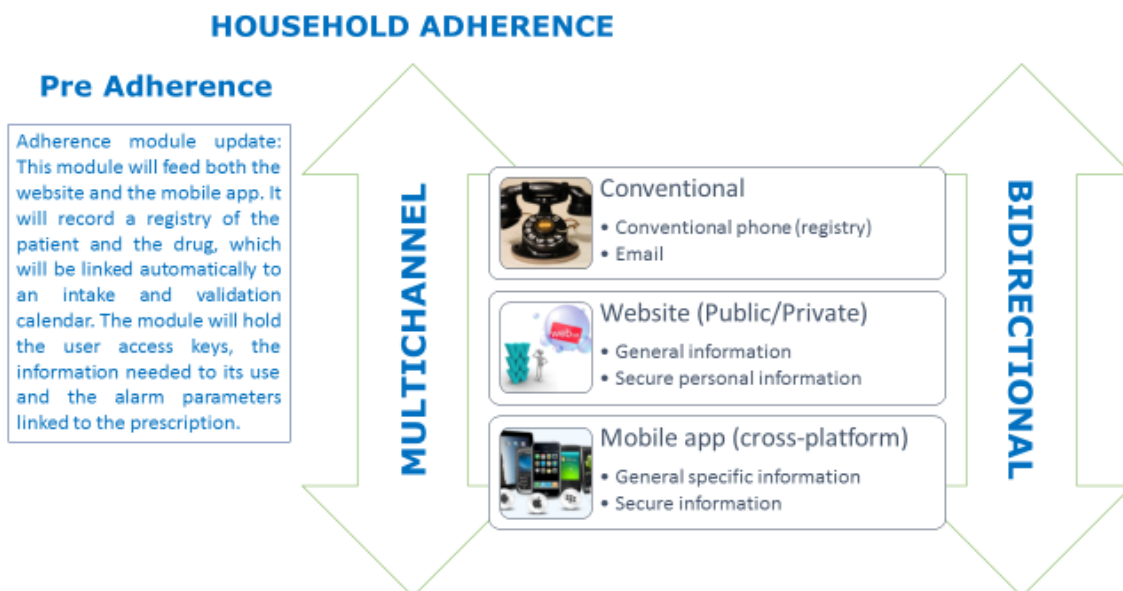 HOUSEHOLD ADHERENCE
Pre Adherence
Adherence module update:
This module will feed both the
website and the mobile app. It
will record a registry of the
patient and the drug, which
will be linked automatically to
an intake and validation
calendar. The module will hold
the user access keys, the
information needed to its use
and the alarm parameters
linked to the prescription.
MULTICHANNEL
Conventional
• Conventional phone (registry)
• Email
Website (Public/Private)
• General information
• Secure personal information
Mobile app (cross-platform)
• General specific information
• Secure information
BIDIRECTIONAL